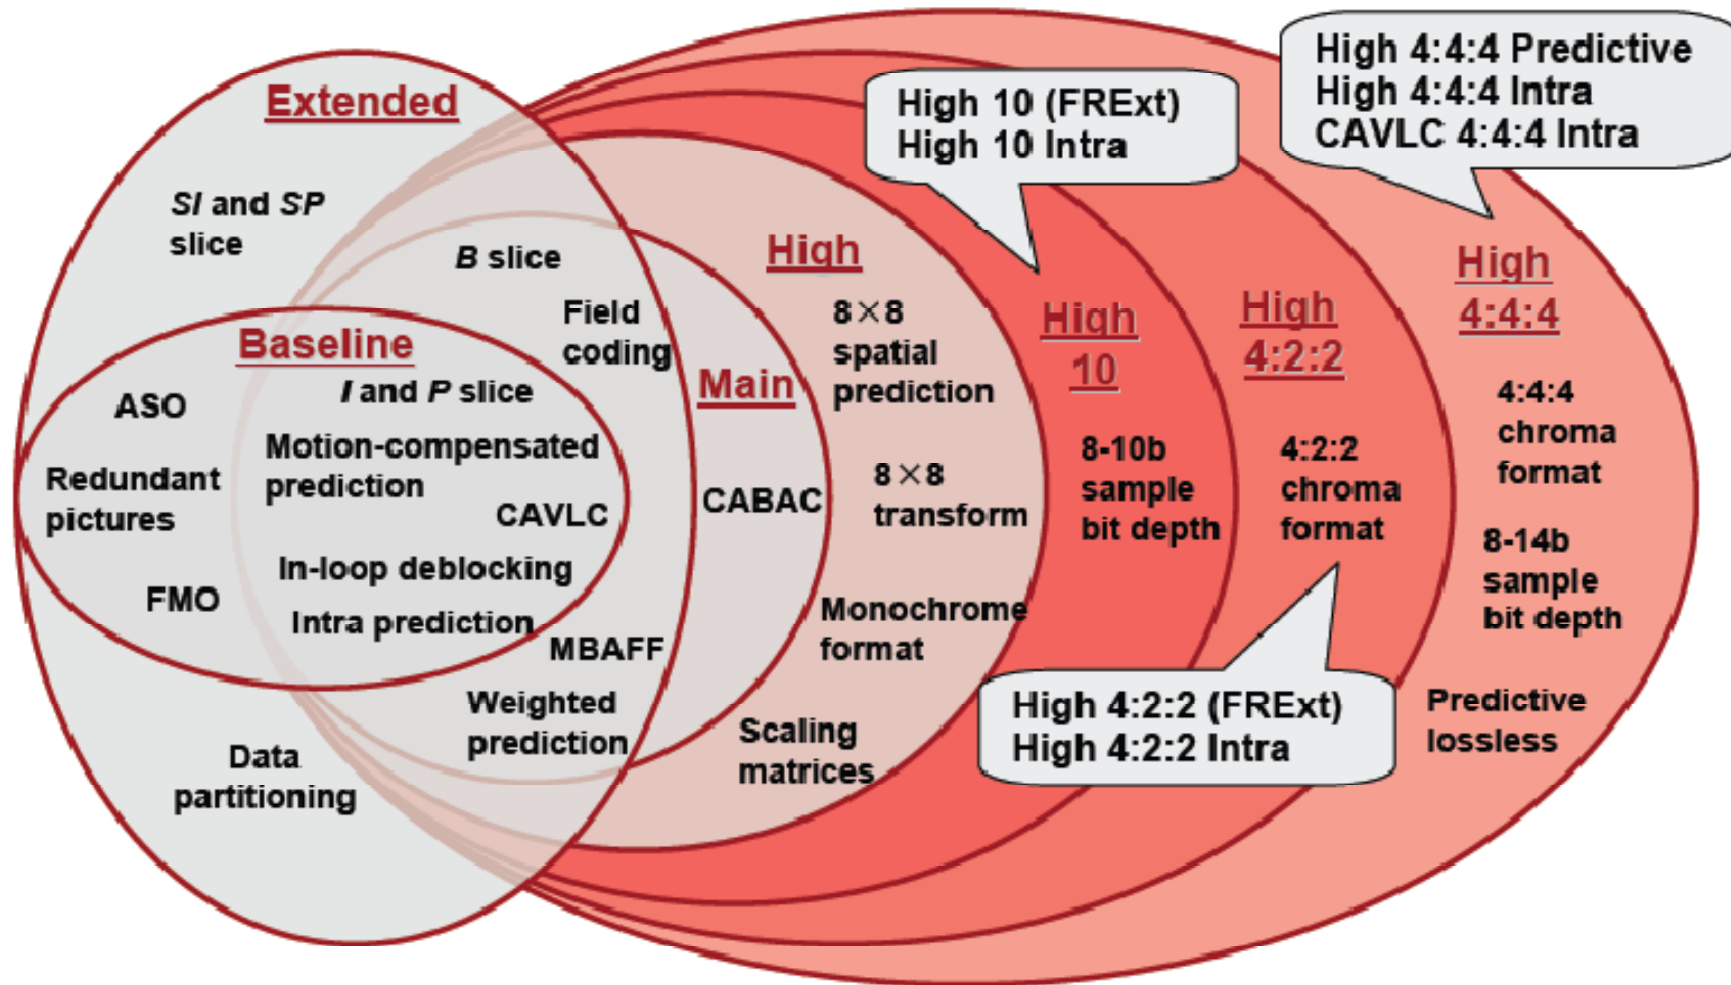 Extended
SI and SP
slice
B slice
Field
coding
Baseline
I and P slice
ASO
Motion-compensated
prediction
Redundant
pictures
CAVLC
In-loop deblocking
FMO
Intra prediction
MBAFF
Weighted
prediction
Data
partitioning
Main
CABAC
High
8×8
spatial
prediction
8×8
transform
Monochrome
format
Scaling
matrices
High 10 (FRExt)
High 10 Intra
High
10
8-10b
sample
bit depth
High
4:2:2
4:2:2
chroma
format
High 4:2:2 (FRExt)
High 4:2:2 Intra
High 4:4:4 Predictive
High 4:4:4 Intra
CAVLC 4:4:4 Intra
High
4:4:4
4:4:4
chroma
format
8-14b
sample
bit depth
Predictive
lossless